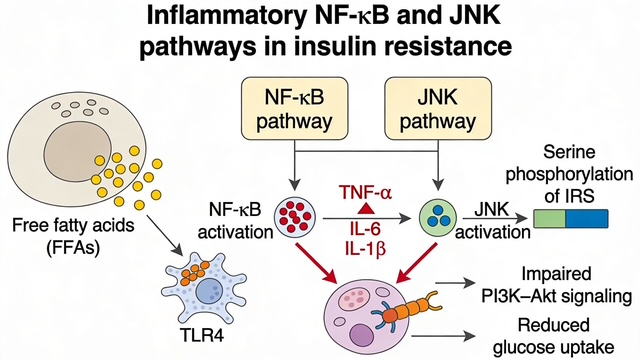 Inflammatory NF-κB and JNK
pathways in insulin resistance
NF-κB
pathway
JNK
pathway
Free fatty acids
(FFAs)
TLR4
NF-κB
activation
TNF-α
IL-6
IL-1β
JNK
activation
Serine
phosphorylation
of IRS
Impaired
PI3K–Akt signaling
Reduced
glucose uptake